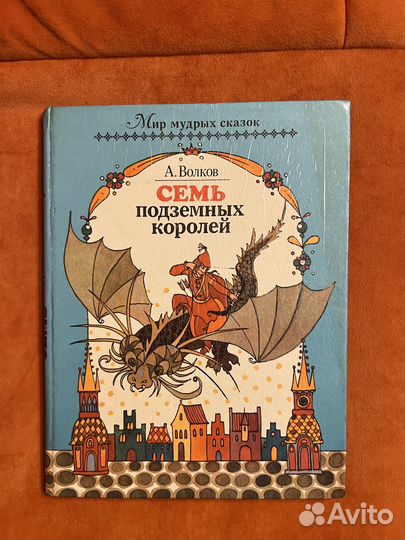 Мир мудрых сказок
А. Волков
СЕМЬ
подземных
королей
Avito